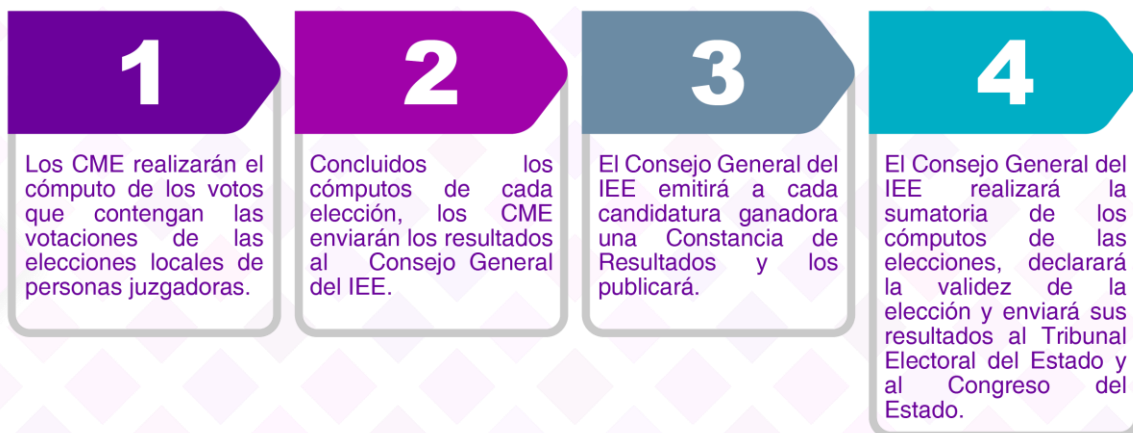 1
Los CME realizarán el
cómputo de los votos
que contengan las
votaciones de las
elecciones locales de
personas juzgadoras.
2
Concluidos los
cómputos de cada
elección, los CME
enviarán los resultados
al Consejo General
del IEE.
3
El Consejo General del
IEE emitirá a cada
candidatura ganadora
una Constancia de
Resultados y los
publicará.
4
El Consejo General del
IEE realizará la
sumatoria de los
cómputos de las
elecciones, declarará
la validez de la
elección y enviará sus
resultados al Tribunal
Electoral del Estado y
al Congreso del
Estado.